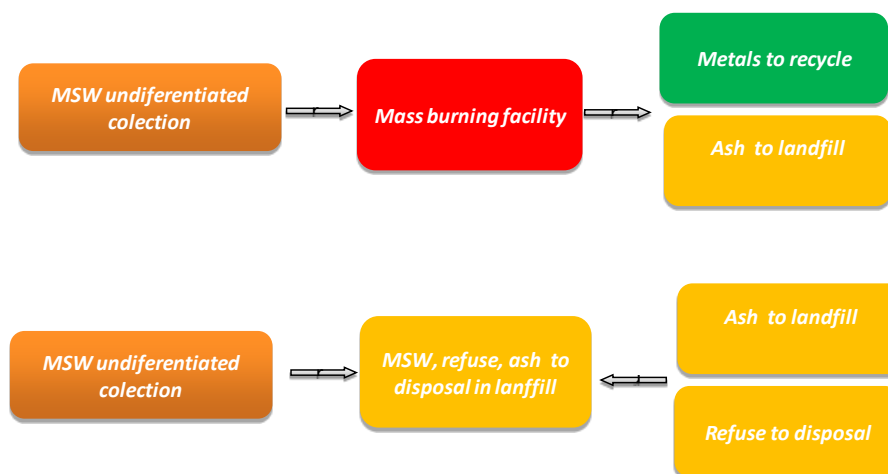 MSW undiferentiated
colection
Mass burning facility
Metals to recycle
Ash to landfill
MSW undiferentiated
colection
MSW, refuse, ash to
disposal in lanffill
Ash to landfill
Refuse to disposal